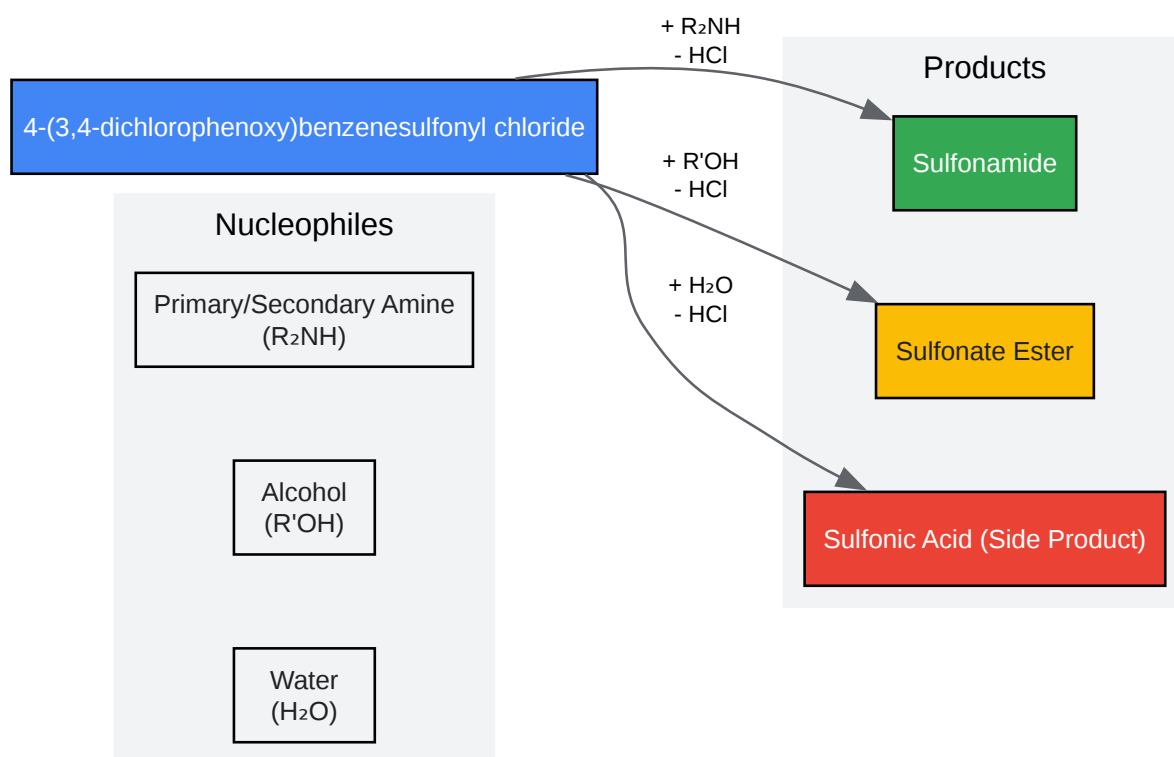 + R₂NH
- HCl
Products
4-(3,4-dichlorophenoxy)benzenesulfonyl chloride
Sulfonamide
+ R'OH
- HCl
Nucleophiles
Primary/Secondary Amine
(R₂NH)
+ H₂O
- HCl
Sulfonate Ester
Alcohol
(R'OH)
Sulfonic Acid (Side Product)
Water
(H₂O)